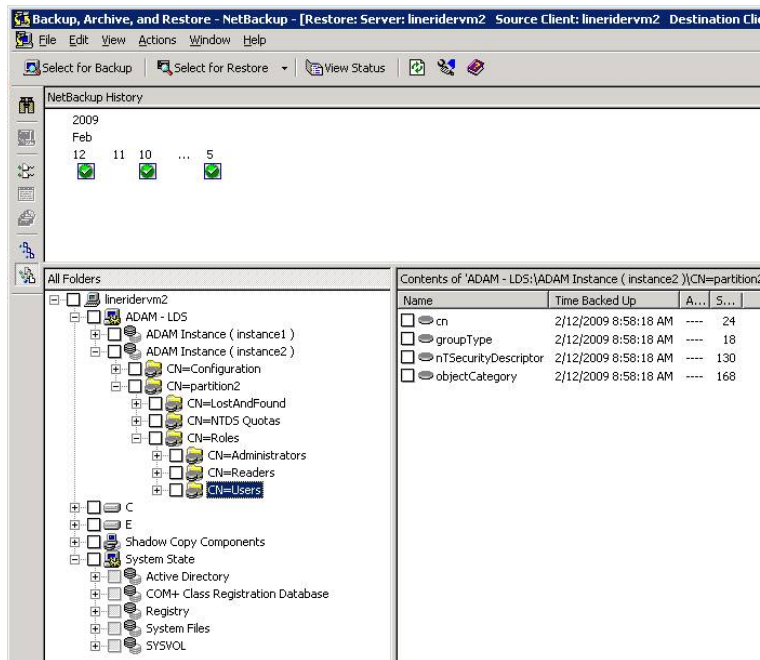 Backup, Archive, and Restore - NetBackup - [Restore: Server: lineridervm2 Source Client: lineridervm2 Destination Clie
File Edit View Actions Window Help
Select for Backup Select for Restore View Status
NetBackup History
2009
Feb
12 11 10 ... 5
All Folders
lineridervm2
ADAM - LDS
ADAM Instance ( instance1 )
ADAM Instance ( instance2 )
CN=Configuration
CN=partition2
CN=LostAndFound
CN=NTDS Quotas
CN=Roles
CN=Administrators
CN=Readers
CN=Users
C
E
Shadow Copy Components
System State
Active Directory
COM+ Class Registration Database
Registry
System Files
SYSVOL
Contents of 'ADAM - LDS:\ADAM Instance ( instance2 )\CN=partition2
Name Time Backed Up A... S...
cn 2/12/2009 8:58:18 AM ---- 24
groupType 2/12/2009 8:58:18 AM ---- 18
nTSecurityDescriptor 2/12/2009 8:58:18 AM ---- 130
objectCategory 2/12/2009 8:58:18 AM ---- 168